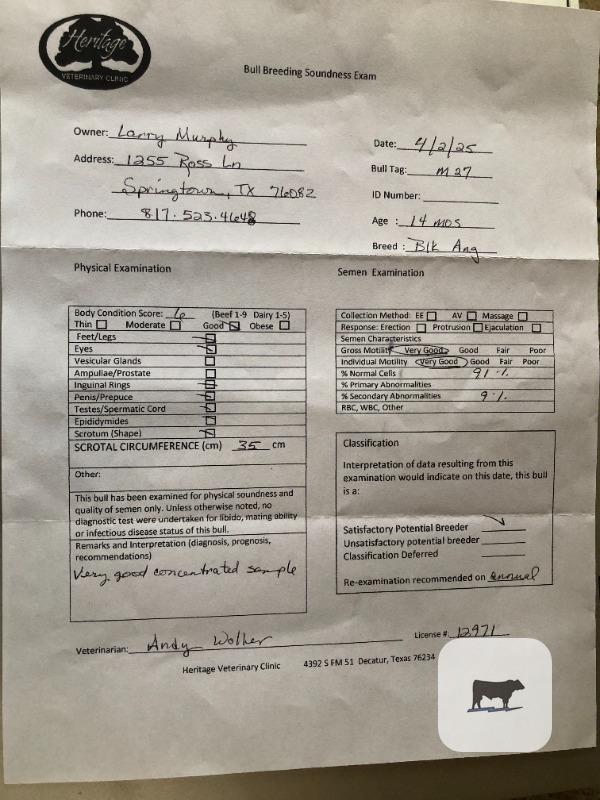 Heritage
VETERINARY CLINIC
Bull Breeding Soundness Exam
Owner: Larry Murphy
Date: 4/2/25
Address: 1255 Ross Ln
Bull Tag: M27
Springtown, TX 76082
ID Number:
Phone: 817.523.4648
Age : 14 mos
Breed : Blk Ang
Physical Examination
Semen Examination
Body Condition Score: 6 (Beef 1-9 Dairy 1-5)
Thin Moderate Good Obese
Feet/Legs
Eyes
Vesicular Glands
Ampullae/Prostate
Inguinal Rings
Penis/Prepuce
Testes/Spermatic Cord
Epididymides
Scrotum (Shape)
SCROTAL CIRCUMFERENCE (cm) 35 cm
Other:
This bull has been examined for physical soundness and
quality of semen only. Unless otherwise noted, no
diagnostic test were undertaken for libido, mating ability
or infectious disease status of this bull.
Remarks and Interpretation (diagnosis, prognosis,
recommendations)
Very good concentrated sample
Collection Method: EE AV Massage
Response: Erection Protrusion Ejaculation
Semen Characteristics
Gross Motility Very Good Good Fair Poor
Individual Motility Very Good Good Fair Poor
% Normal Cells 91%
% Primary Abnormalities
% Secondary Abnormalities 9%
RBC, WBC, Other
Classification
Interpretation of data resulting from this
examination would indicate on this date, this bull
is a:
Satisfactory Potential Breeder
Unsatisfactory potential breeder
Classification Deferred
Re-examination recommended on annual
Veterinarian: Andy Wolher
License #. 12971
Heritage Veterinary Clinic 4392 S FM 51 Decatur, Texas 76234